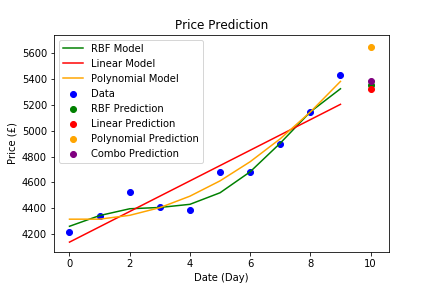 Price Prediction
RBF Model
Linear Model
Polynomial Model
Data
RBF Prediction
Linear Prediction
Polynomial Prediction
Combo Prediction
5600
5400
5200
5000
4800
4600
4400
4200
Price (£)
0 2 4 6 8 10
Date (Day)